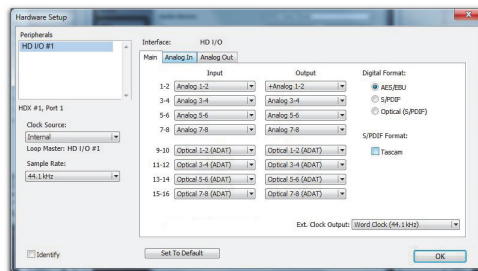 Hardware Setup
Peripherals
HD I/O #1
HDX #1, Port 1
Clock Source:
Internal
Loop Master: HD I/O #1
Sample Rate:
44.1 kHz
Identify
Interface: HD I/O
Main Analog In Analog Out
Input Output
1-2 Analog 1-2 +Analog 1-2
3-4 Analog 3-4 Analog 3-4
5-6 Analog 5-6 Analog 5-6
7-8 Analog 7-8 Analog 7-8
9-10 Optical 1-2 (ADAT) Optical 1-2 (ADAT)
11-12 Optical 3-4 (ADAT) Optical 3-4 (ADAT)
13-14 Optical 5-6 (ADAT) Optical 5-6 (ADAT)
15-16 Optical 7-8 (ADAT) Optical 7-8 (ADAT)
Digital Format:
AES/EBU
S/PDIF
Optical (S/PDIF)
S/PDIF Format:
Tascam
Ext. Clock Output: Word Clock (44.1 kHz)
Set To Default
OK